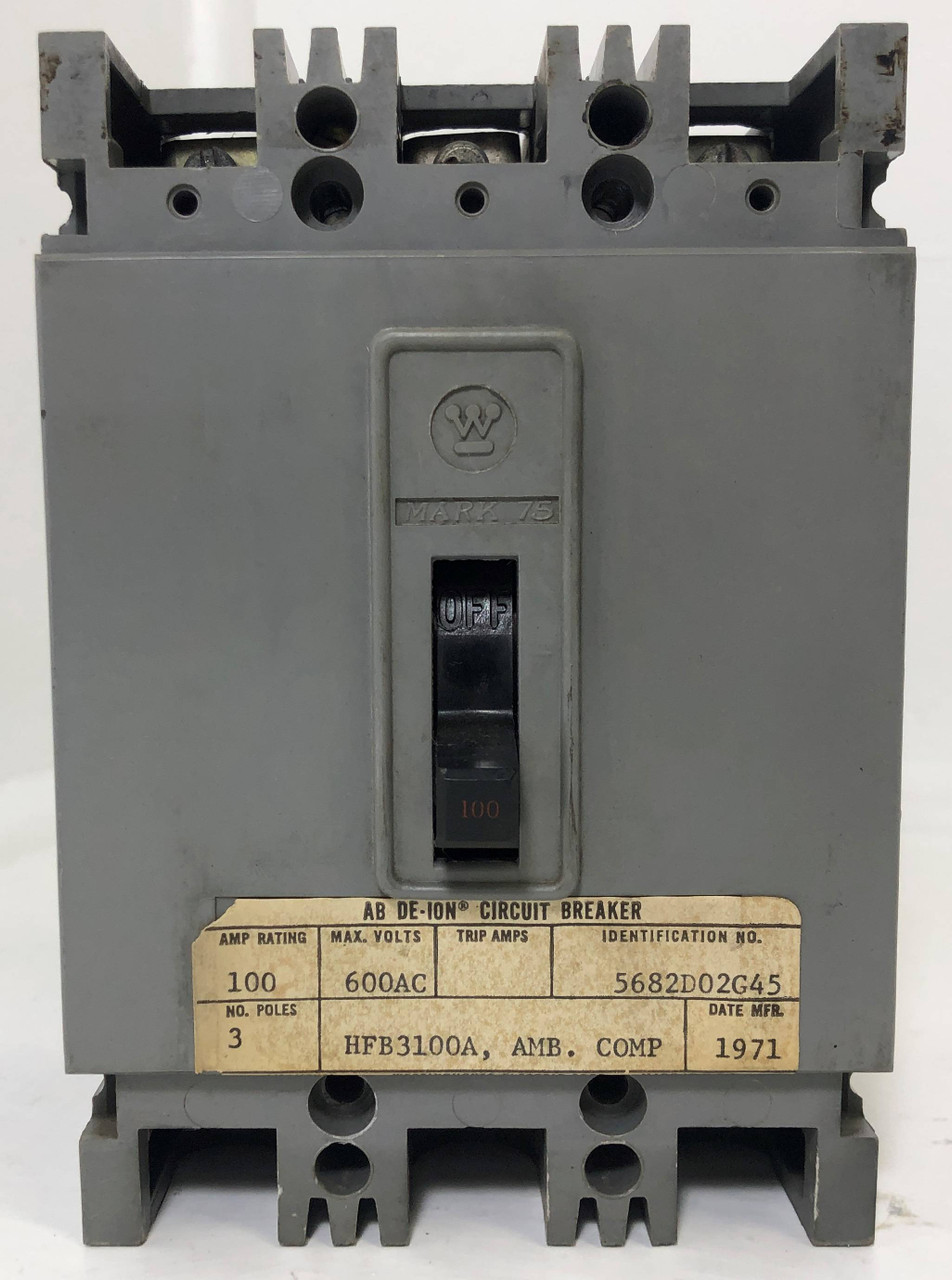 W
MARK 75
OFF
100
AB DE-ION® CIRCUIT BREAKER
AMP RATING MAX. VOLTS TRIP AMPS IDENTIFICATION NO.
100 600AC 5682D02G45
NO. POLES DATE MFR.
3 HFB3100A, AMB. COMP 1971